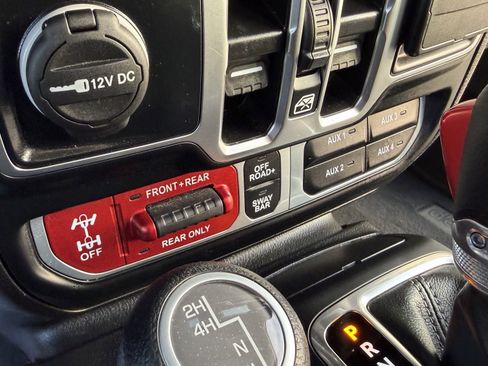 12V DC
AUX 1
AUX 3
AUX 2
AUX 4
OFF
ROAD+
SWAY
BAR
FRONT+REAR
REAR ONLY
OFF
2H
4H
N
P
R
N